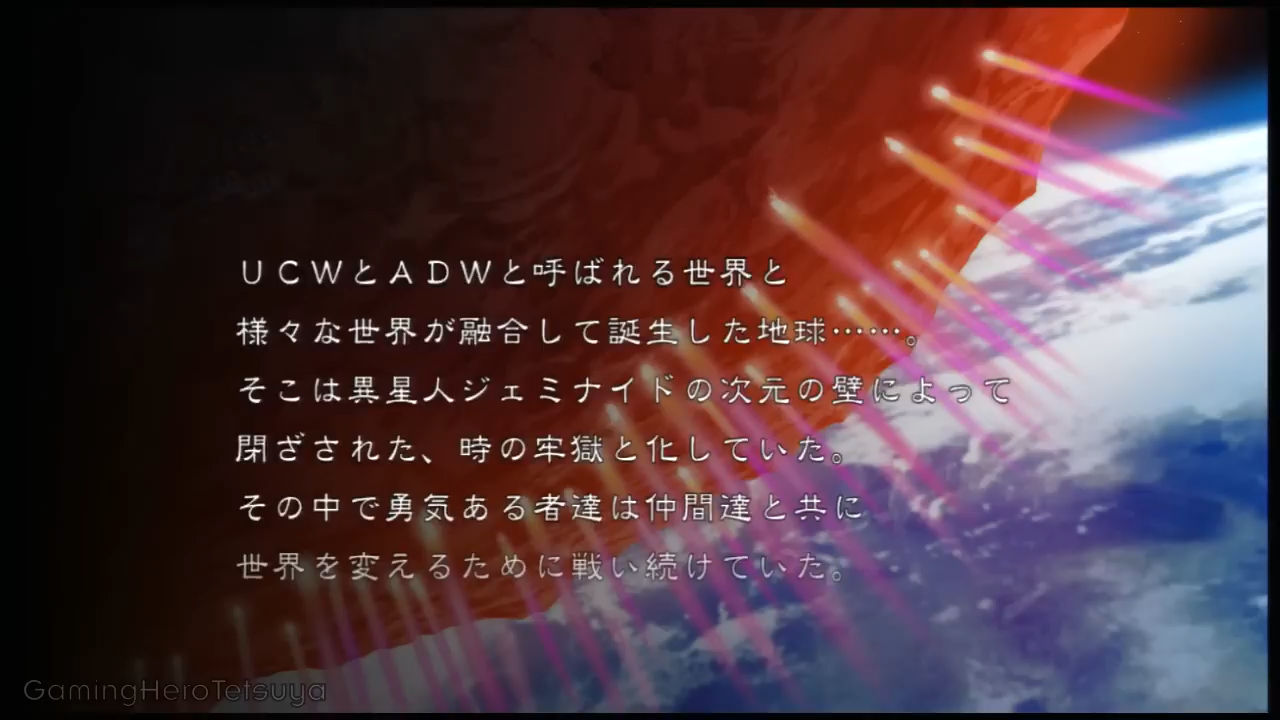 ＵＣＷとＡＤＷと呼ばれる世界と
様々な世界が融合して誕生した地球……。
そこは異星人ジェミナイドの次元の壁によって
閉ざされた、時の牢獄と化していた。
その中で勇気ある者達は仲間達と共に
世界を変えるために戦い続けていた。
GamingHeroTetsuya